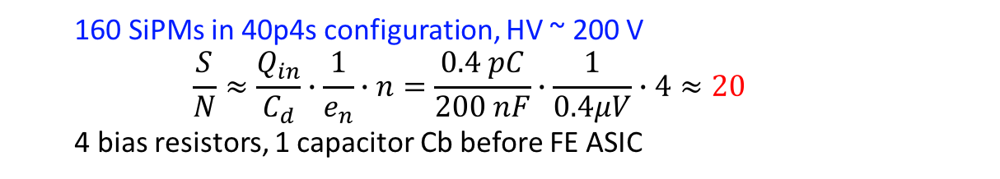 160 SiPMs in 40p4s configuration, HV ~ 200 V
S/N ≈ Q_in/C_d · 1/e_n · n = 0.4 pC/200 nF · 1/0.4μV · 4 ≈ 20
4 bias resistors, 1 capacitor Cb before FE ASIC